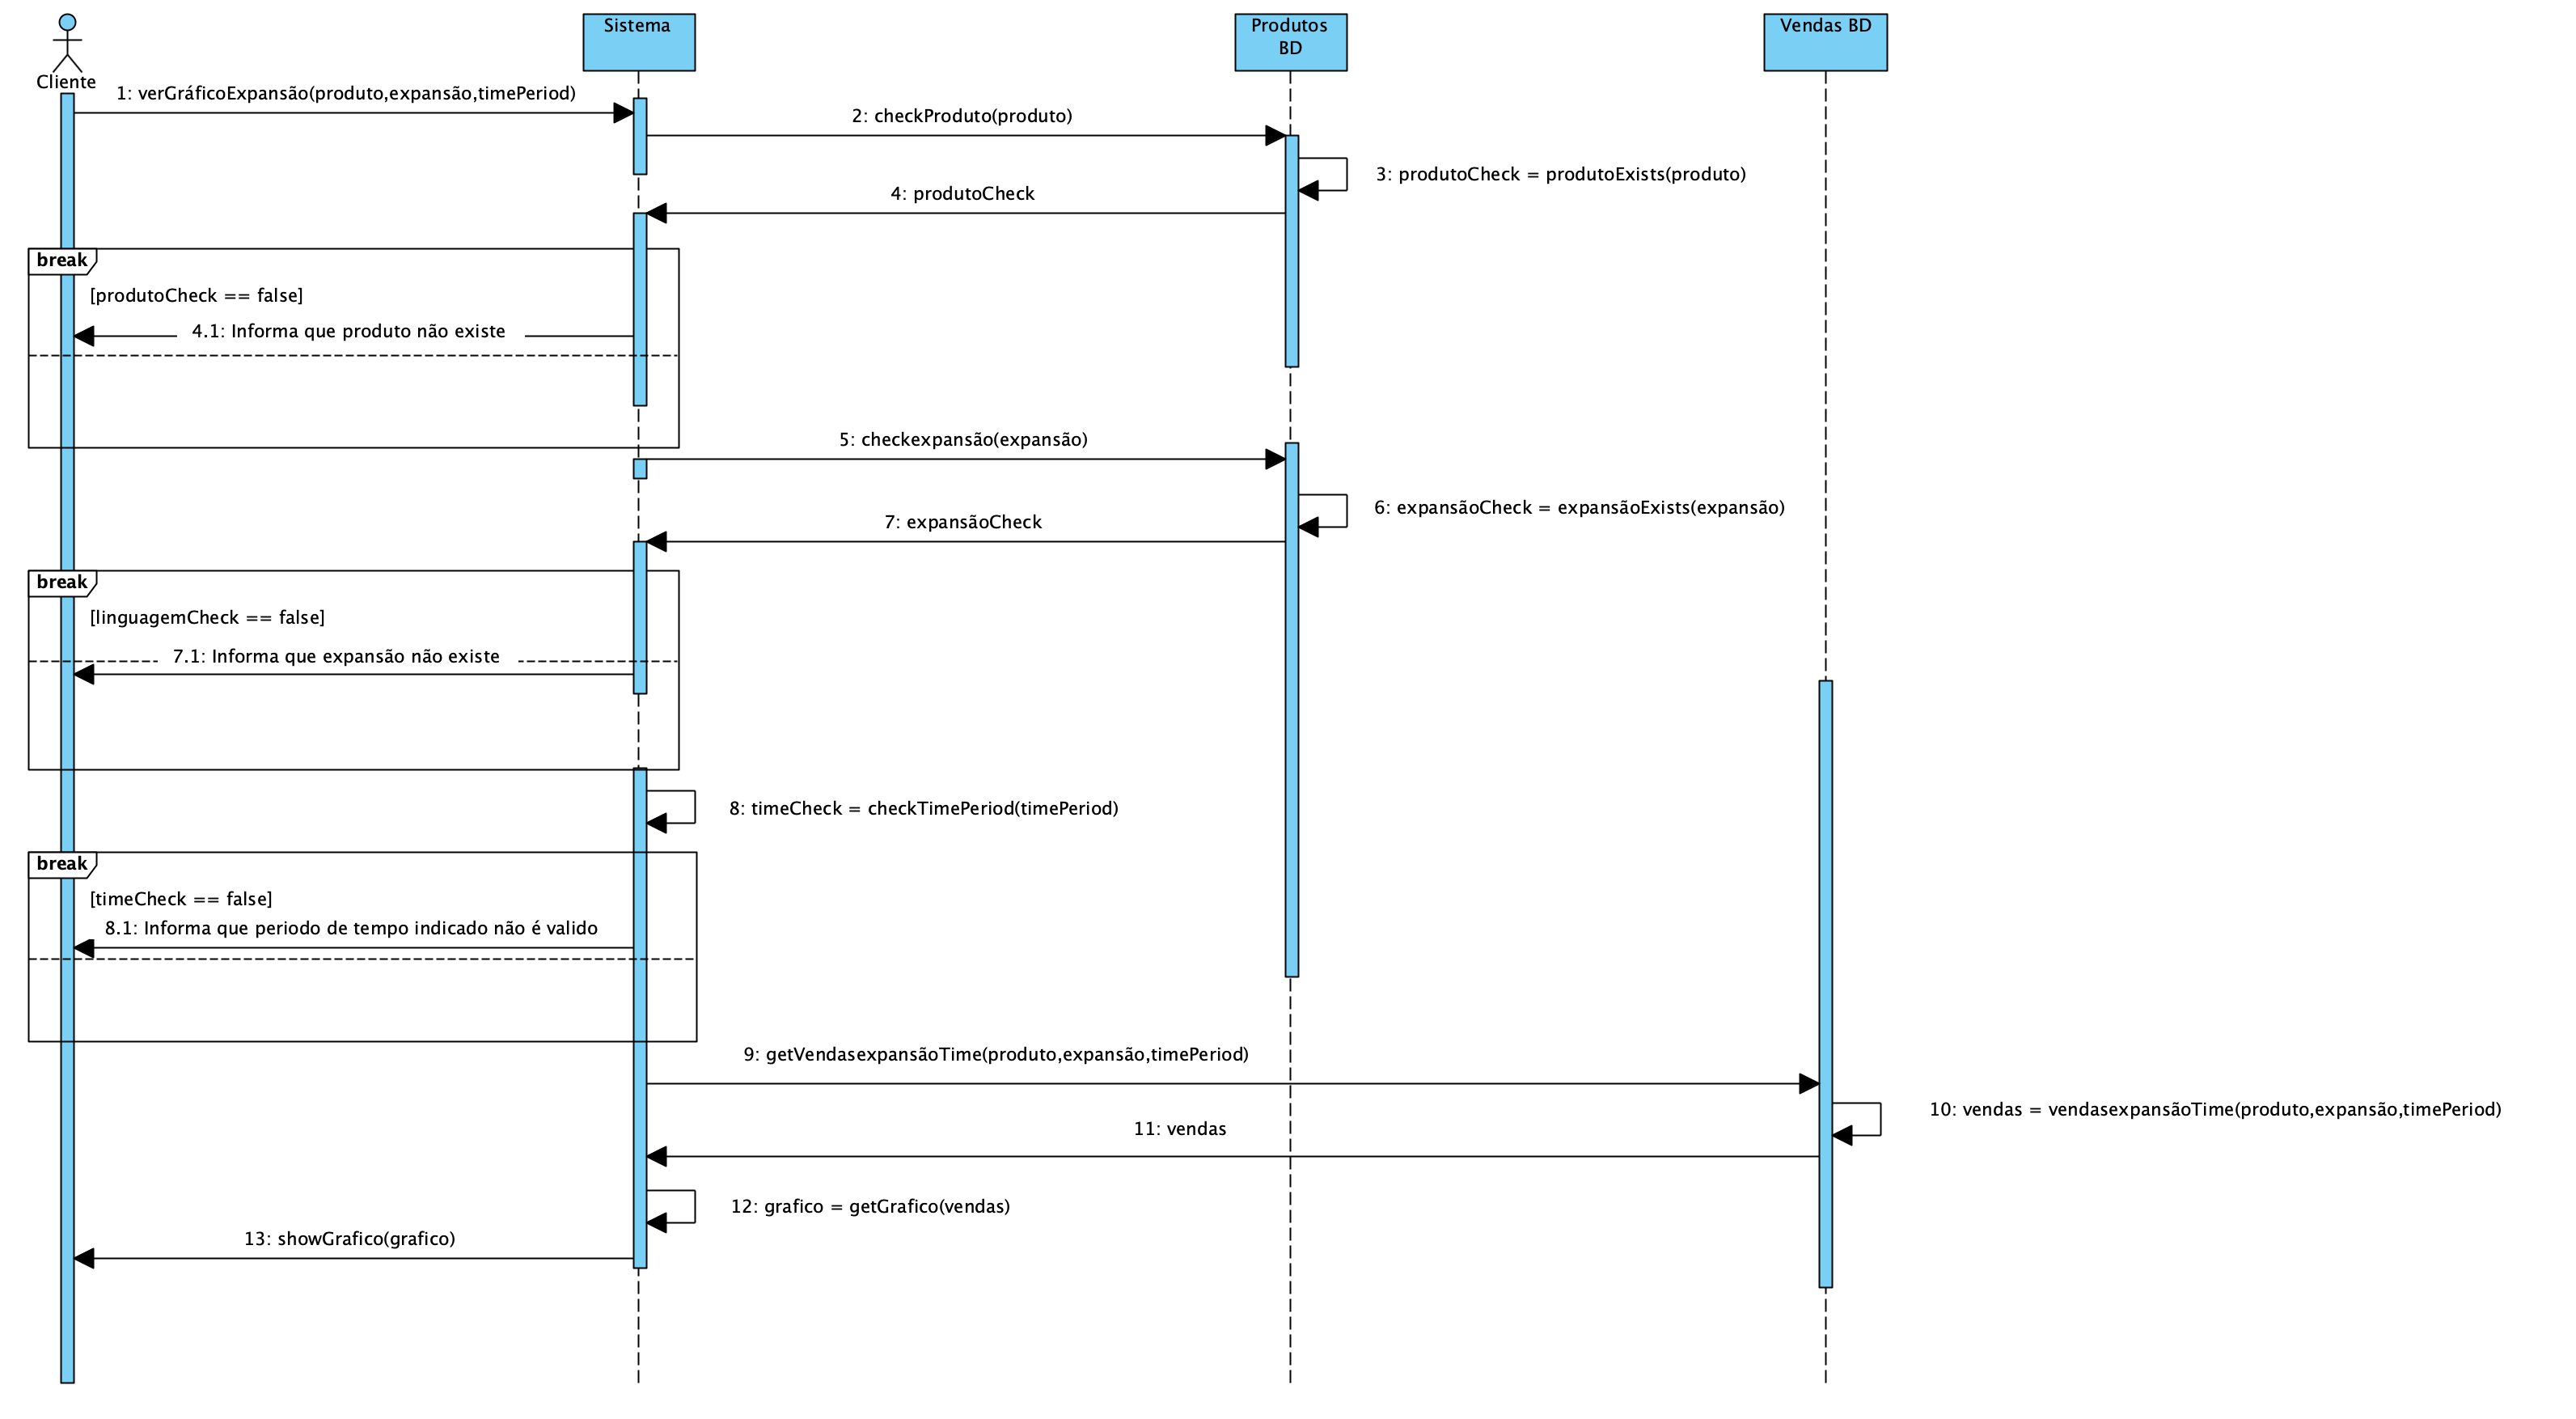 Cliente
Sistema
Produtos
BD
Vendas BD
1: verGráficoExpansão(produto,expansão,timePeriod)
2: checkProduto(produto)
3: produtoCheck = produtoExists(produto)
4: produtoCheck
break
[produtoCheck == false]
4.1: Informa que produto não existe
5: checkexpansão(expansão)
6: expansãoCheck = expansãoExists(expansão)
7: expansãoCheck
break
[linguagemCheck == false]
7.1: Informa que expansão não existe
8: timeCheck = checkTimePeriod(timePeriod)
break
[timeCheck == false]
8.1: Informa que periodo de tempo indicado não é valido
9: getVendasexpansãoTime(produto,expansão,timePeriod)
10: vendas = vendasexpansãoTime(produto,expansão,timePeriod)
11: vendas
12: grafico = getGrafico(vendas)
13: showGrafico(grafico)